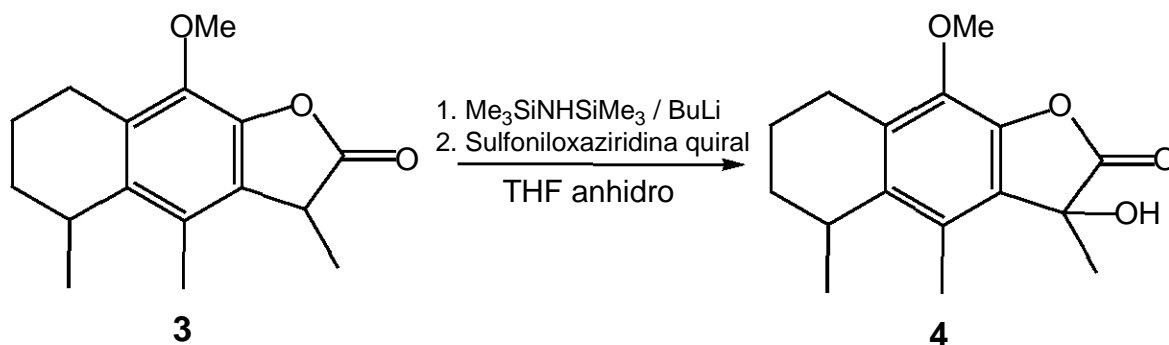 OMe
O
O
3
1. Me₃SiNHSiMe₃ / BuLi
2. Sulfoniloxaziridina quiral
THF anhidro
OMe
O
O
OH
4